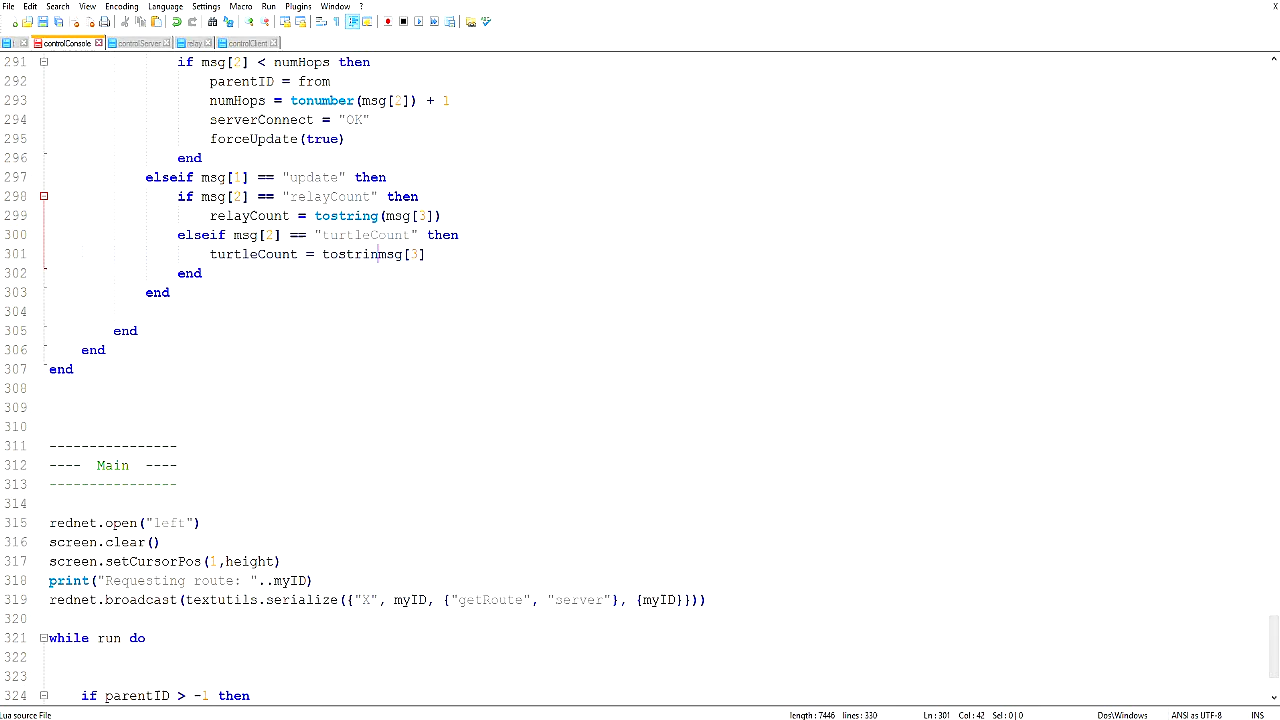 File Edit Search View Encoding Language Settings Macro Run Plugins Window ? X
controlConsole controlServer relay controlClient
291 if msg[2] < numHops then
292 parentID = from
293 numHops = tonumber(msg[2]) + 1
294 serverConnect = "OK"
295 forceUpdate(true)
296 end
297 elseif msg[1] == "update" then
298 if msg[2] == "relayCount" then
299 relayCount = tostring(msg[3])
300 elseif msg[2] == "turtleCount" then
301 turtleCount = tostrinmsg[3]
302 end
303 end
304
305 end
306 end
307 end
308
309
310
311 ----------------
312 ---- Main ----
313 ----------------
314
315 rednet.open("left")
316 screen.clear()
317 screen.setCursorPos(1,height)
318 print("Requesting route: "..myID)
319 rednet.broadcast(textutils.serialize({"X", myID, {"getRoute", "server"}, {myID}}))
320
321 while run do
322
323
324 if parentID > -1 then
Lua source File length : 7446 lines : 330 Ln : 301 Col : 42 Sel : 0 | 0 Dos\Windows ANSI as UTF-8 INS